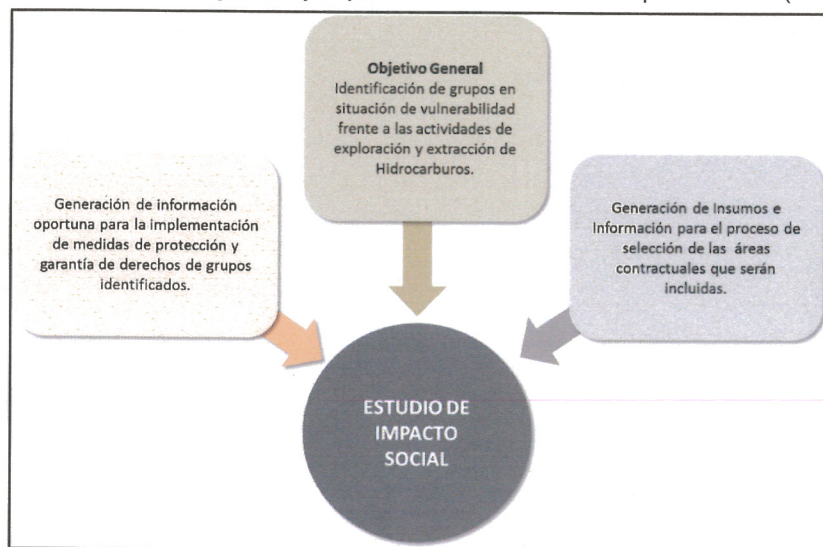 Objetivo General
Identificación de grupos en
situación de vulnerabilidad
frente a las actividades de
exploración y extracción de
Hidrocarburos.
Generación de información
oportuna para la implementación
de medidas de protección y
garantía de derechos de grupos
identificados.
Generación de Insumos e
Información para el proceso de
selección de las áreas
contractuales que serán
incluidas.
ESTUDIO DE
IMPACTO
SOCIAL